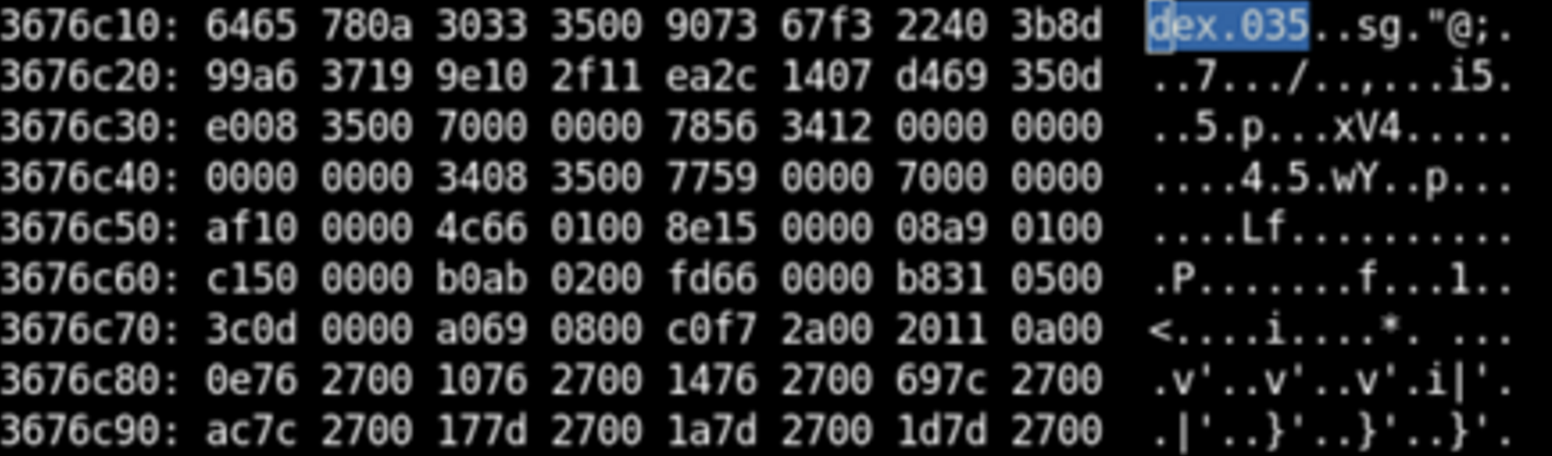 3676c10: 6465 780a 3033 3500 9073 67f3 2240 3b8d dex.035..sg."@;.
3676c20: 99a6 3719 9e10 2f11 ea2c 1407 d469 350d ..7.../..,...i5.
3676c30: e008 3500 7000 0000 7856 3412 0000 0000 ..5.p...xV4.....
3676c40: 0000 0000 3408 3500 7759 0000 7000 0000 ....4.5.wY..p...
3676c50: af10 0000 4c66 0100 8e15 0000 08a9 0100 ....Lf..........
3676c60: c150 0000 b0ab 0200 fd66 0000 b831 0500 .P.......f...1..
3676c70: 3c0d 0000 a069 0800 c0f7 2a00 2011 0a00 <....i....*. ...
3676c80: 0e76 2700 1076 2700 1476 2700 697c 2700 .v'..v'..v'.i|'.
3676c90: ac7c 2700 177d 2700 1a7d 2700 1d7d 2700 .|'..}'..}'..}'.